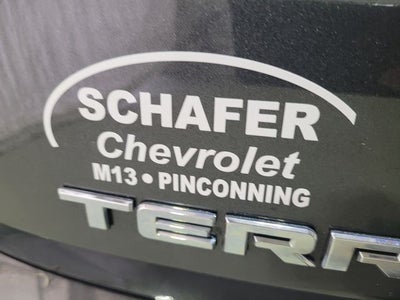 SCHAFER
Chevrolet
M13 • PINCONNING
TERR